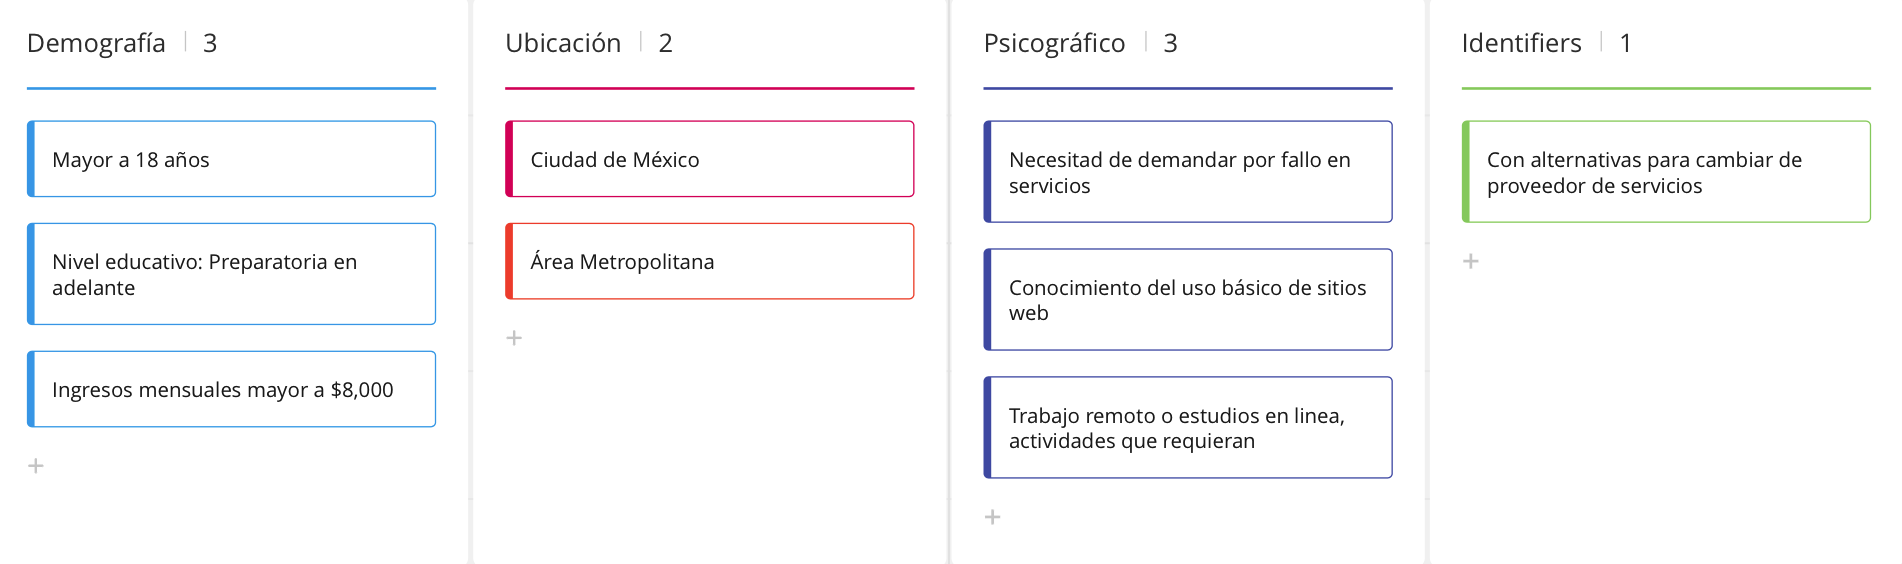 Demografía 3
Mayor a 18 años
Nivel educativo: Preparatoria en
adelante
Ingresos mensuales mayor a $8,000
+
Ubicación 2
Ciudad de México
Área Metropolitana
+
Psicográfico 3
Necesitad de demandar por fallo en
servicios
Conocimiento del uso básico de sitios
web
Trabajo remoto o estudios en linea,
actividades que requieran
+
Identifiers 1
Con alternativas para cambiar de
proveedor de servicios
+